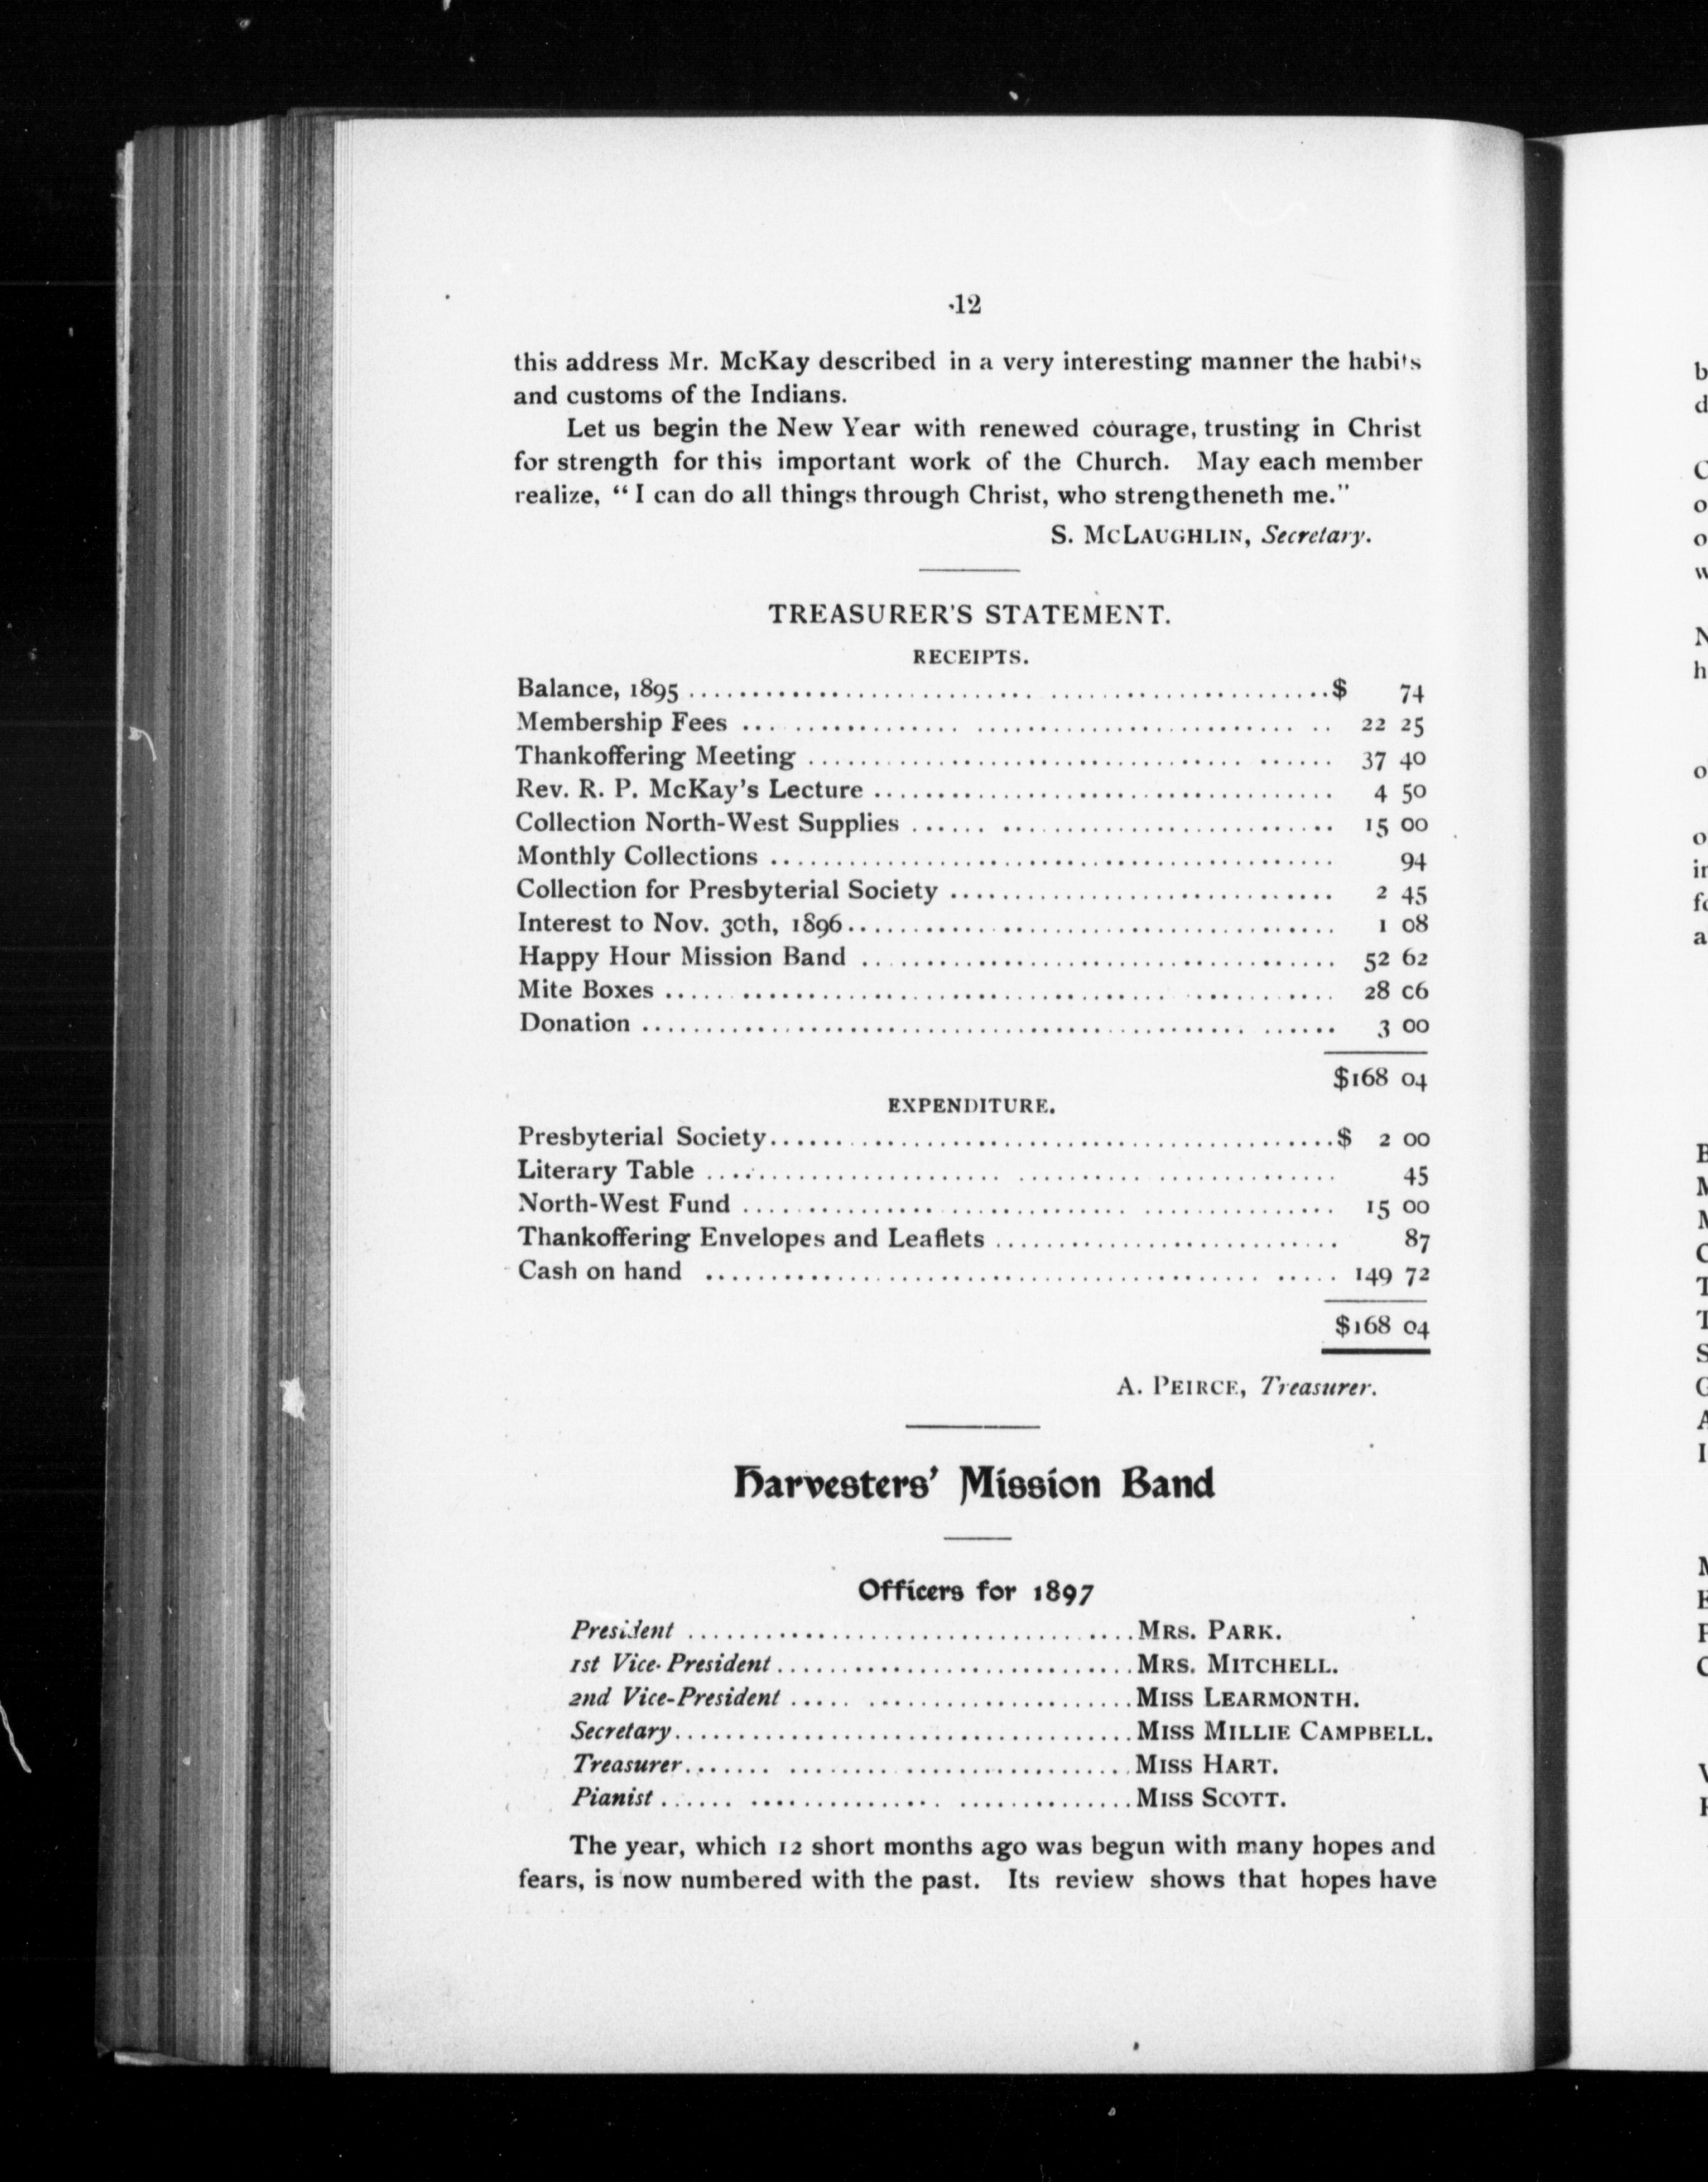 12
this address Mr. McKay described in a very interesting manner the habits
and customs of the Indians.
Let us begin the New Year with renewed courage, trusting in Christ
for strength for this important work of the Church. May each member
realize, "I can do all things through Christ, who strengtheneth me."
S. McLaughlin, Secretary.
TREASURER'S STATEMENT.
RECEIPTS.
Balance, 1895 ........ $ 74
Membership Fees ........ 22 25
Thankoffering Meeting ........ 37 40
Rev. R. P. McKay's Lecture ........ 4 50
Collection North-West Supplies ........ 15 00
Monthly Collections ........ 94
Collection for Presbyterial Society ........ 2 45
Interest to Nov. 30th, 1896 ........ 1 08
Happy Hour Mission Band ........ 52 62
Mite Boxes ........ 28 06
Donation ........ 3 00
$168 04
EXPENDITURE.
Presbyterial Society ........ $ 2 00
Literary Table ........ 45
North-West Fund ........ 15 00
Thankoffering Envelopes and Leaflets ........ 87
Cash on hand ........ 149 72
$168 04
A. Peirce, Treasurer.
Harvesters' Mission Band
Officers for 1897
President ........ Mrs. Park.
1st Vice-President ........ Mrs. Mitchell.
2nd Vice-President ........ Miss Learmonth.
Secretary ........ Miss Millie Campbell.
Treasurer ........ Miss Hart.
Pianist ........ Miss Scott.
The year, which 12 short months ago was begun with many hopes and
fears, is now numbered with the past. Its review shows that hopes have